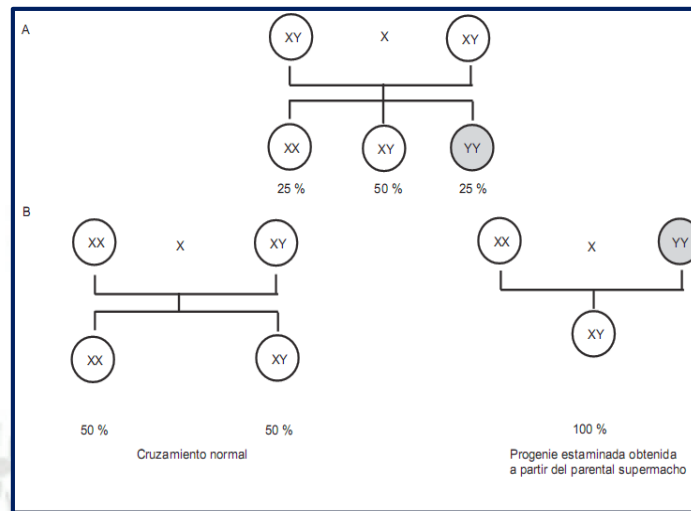 A
XY X XY
XX XY YY
25 % 50 % 25 %
B
XX X XY
XX XY
50 % 50 %
Cruzamiento normal
XX X YY
XY
100 %
Progenie estaminada obtenida
a partir del parental supermacho